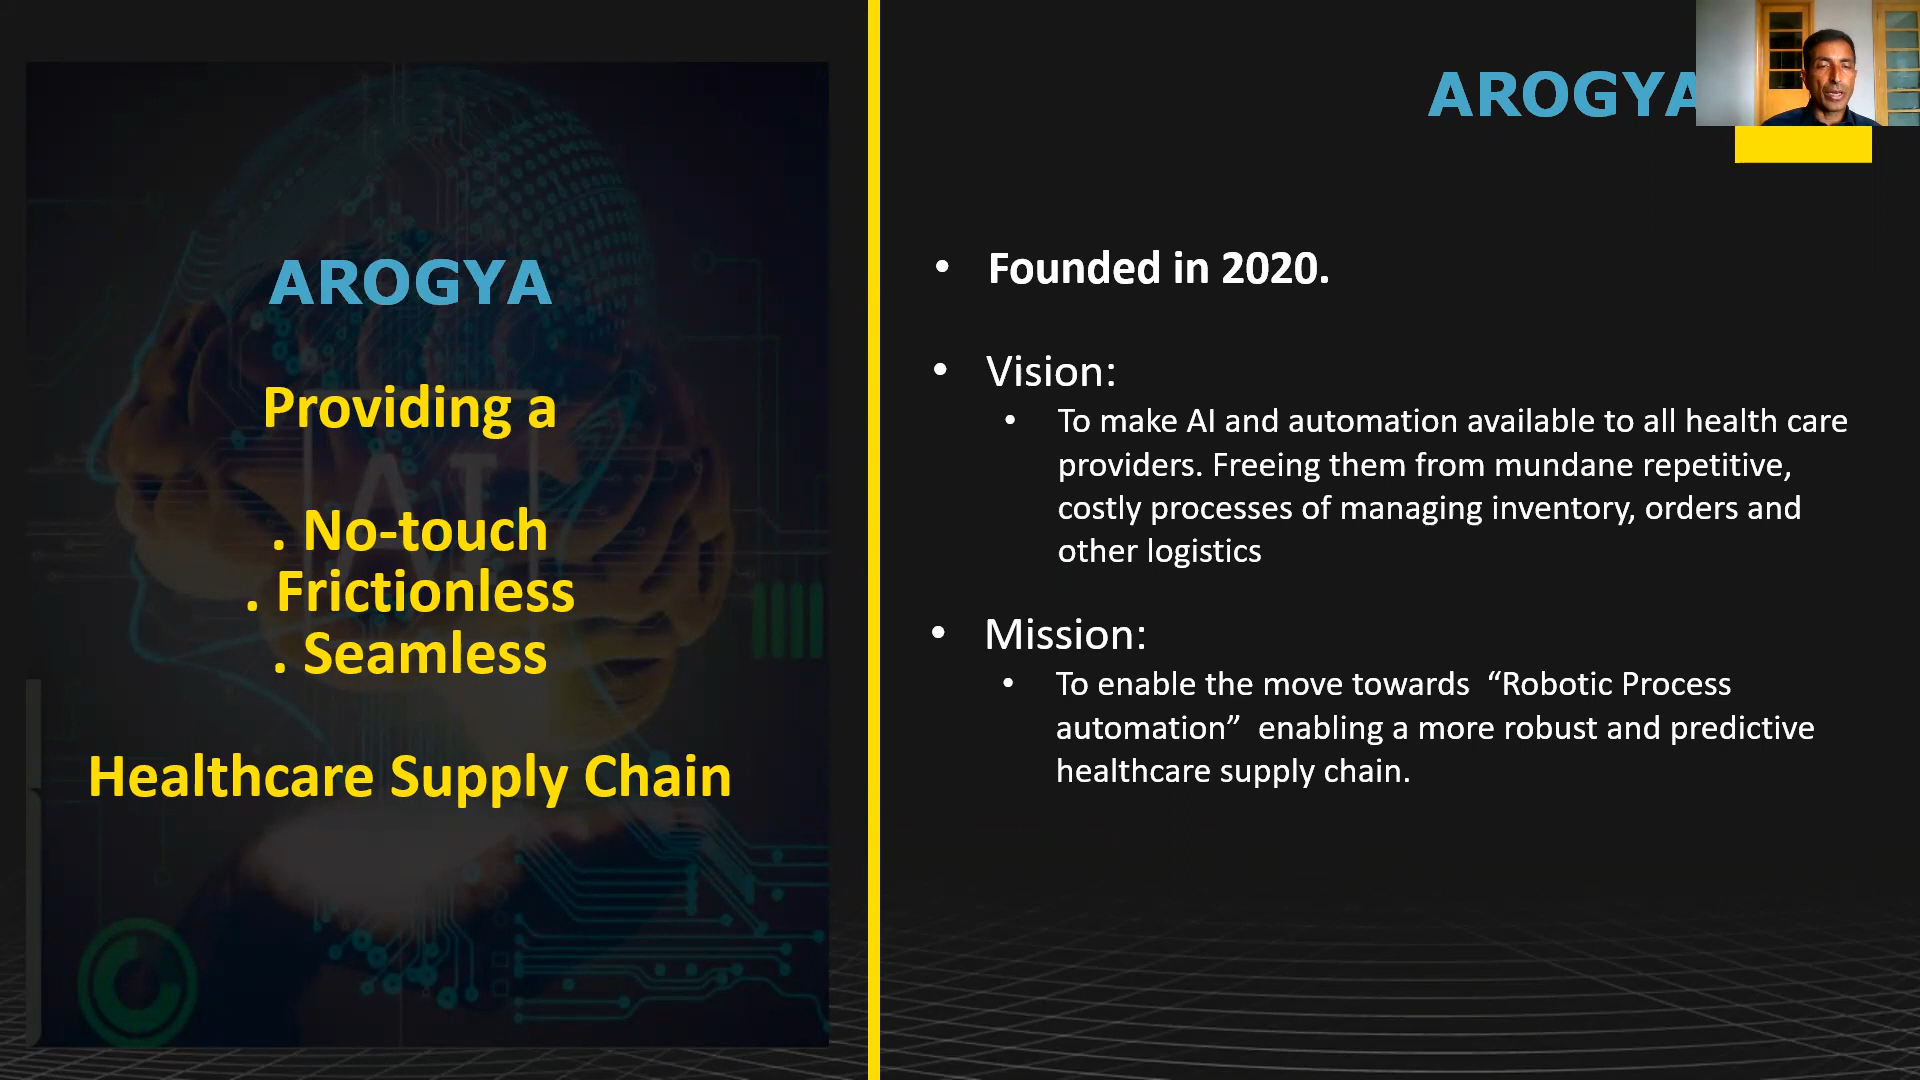 AROGYA
Providing a
. No-touch
. Frictionless
. Seamless
Healthcare Supply Chain
AI
AROGYA
• Founded in 2020.
• Vision:
• To make AI and automation available to all health care
providers. Freeing them from mundane repetitive,
costly processes of managing inventory, orders and
other logistics
• Mission:
• To enable the move towards “Robotic Process
automation” enabling a more robust and predictive
healthcare supply chain.